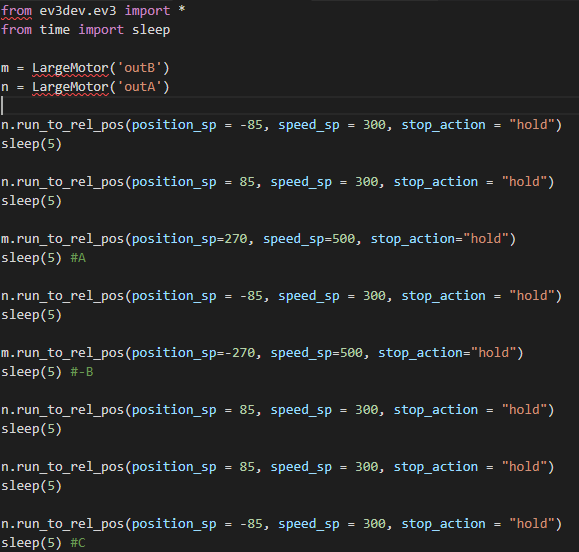 from ev3dev.ev3 import *
from time import sleep
m = LargeMotor('outB')
n = LargeMotor('outA')
n.run_to_rel_pos(position_sp = -85, speed_sp = 300, stop_action = "hold")
sleep(5)
n.run_to_rel_pos(position_sp = 85, speed_sp = 300, stop_action = "hold")
sleep(5)
m.run_to_rel_pos(position_sp=270, speed_sp=500, stop_action="hold")
sleep(5) #A
n.run_to_rel_pos(position_sp = -85, speed_sp = 300, stop_action = "hold")
sleep(5)
m.run_to_rel_pos(position_sp=-270, speed_sp=500, stop_action="hold")
sleep(5) #-B
n.run_to_rel_pos(position_sp = 85, speed_sp = 300, stop_action = "hold")
sleep(5)
n.run_to_rel_pos(position_sp = 85, speed_sp = 300, stop_action = "hold")
sleep(5)
n.run_to_rel_pos(position_sp = -85, speed_sp = 300, stop_action = "hold")
sleep(5) #C